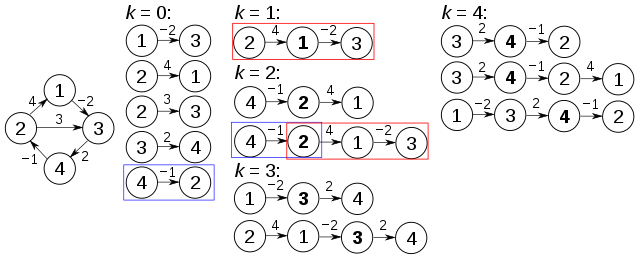 1
4
-2
2
3
3
-1
2
4
k = 0:
1 -2 3
2 4 1
2 3 3
3 2 4
4 -1 2
k = 1:
2 4 1 -2 3
k = 2:
4 -1 2 4 1
4 -1 2 4 1 -2 3
k = 3:
1 -2 3 2 4
2 4 1 -2 3 2 4
k = 4:
3 2 4 -1 2
3 2 4 -1 2 4 1
1 -2 3 2 4 -1 2